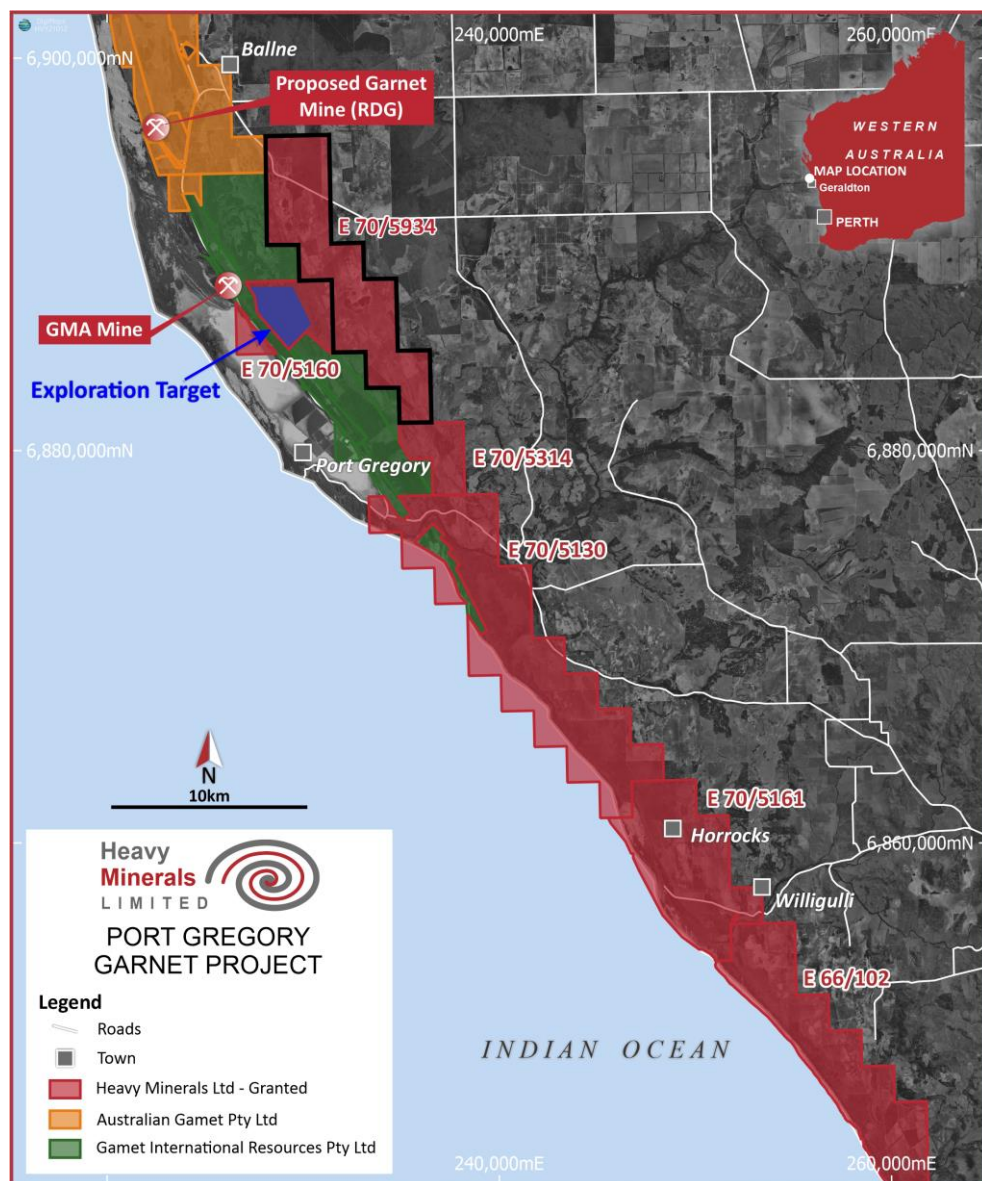 240,000mE
260,000mE
6,900,000mN
Ballne
Proposed Garnet
Mine (RDG)
WESTERN
AUSTRALIA
MAP LOCATION
Geraldton
PERTH
E 70/5934
GMA Mine
E 70/5160
Exploration Target
6,880,000mN
6,880,000mN
Port Gregory
E 70/5314
E 70/5130
N
10km
E 70/5161
Horrocks
6,860,000mN
Willigulli
E 66/102
Heavy
Minerals
LIMITED
PORT GREGORY
GARNET PROJECT
Legend
Roads
Town
Heavy Minerals Ltd - Granted
Australian Gamet Pty Ltd
Gamet International Resources Pty Ltd
INDIAN OCEAN
240,000mE
260,000mE